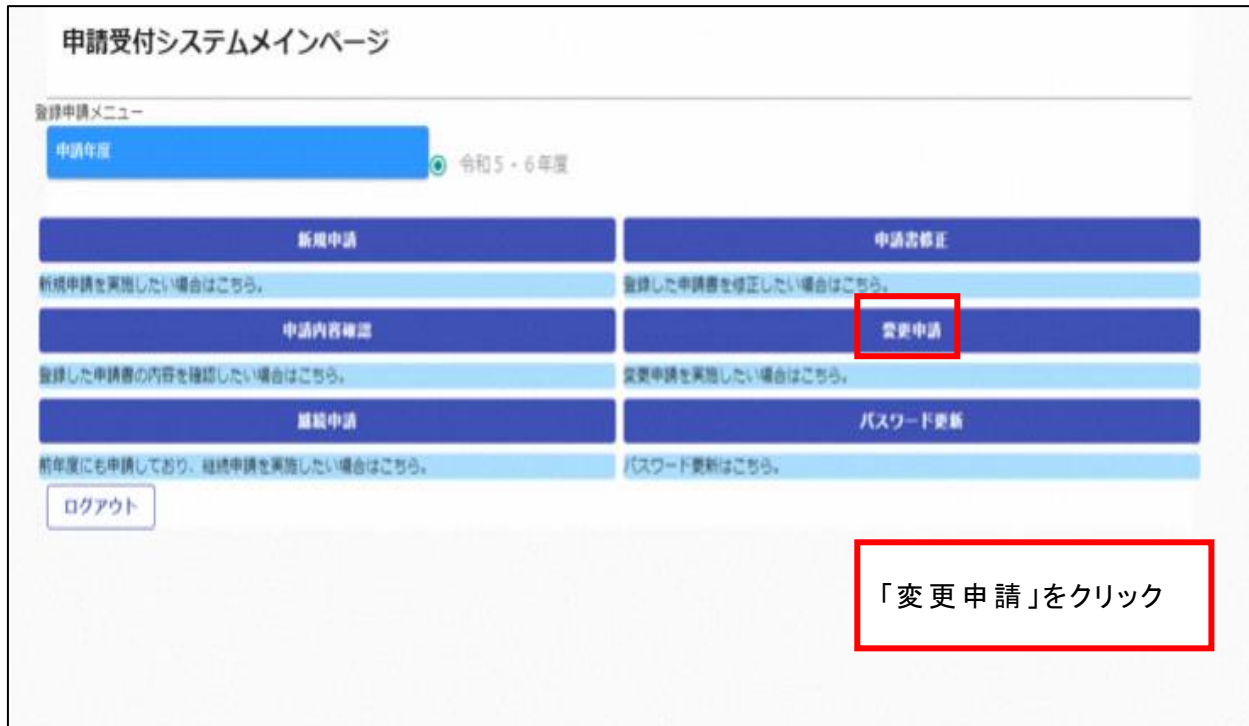 申請受付システムメインページ
登録申請メニュー
申請年度
令和5・6年度
新規申請
申請書修正
新規申請を実施したい場合はこちら。
登録した申請書を修正したい場合はこちら。
申請内容確認
変更申請
登録した申請書の内容を確認したい場合はこちら。
変更申請を実施したい場合はこちら。
継続申請
パスワード更新
前年度にも申請しており、継続申請を実施したい場合はこちら。
パスワード更新はこちら。
ログアウト
「変更申請」をクリック